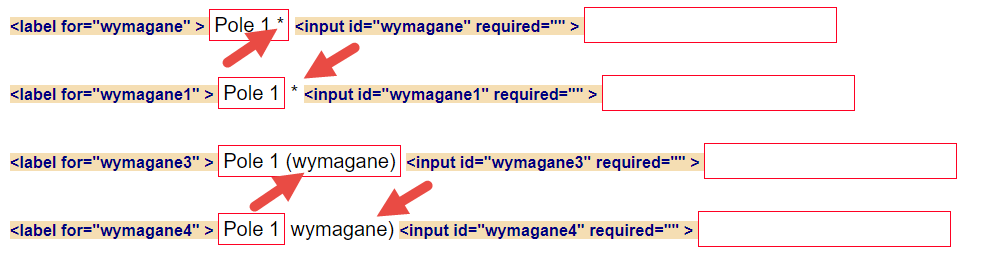 <label for="wymagane" > Pole 1 * <input id="wymagane" required="" >
<label for="wymagane1" > Pole 1 * <input id="wymagane1" required="" >
<label for="wymagane3" > Pole 1 (wymagane) <input id="wymagane3" required="" >
<label for="wymagane4" > Pole 1 wymagane) <input id="wymagane4" required="" >